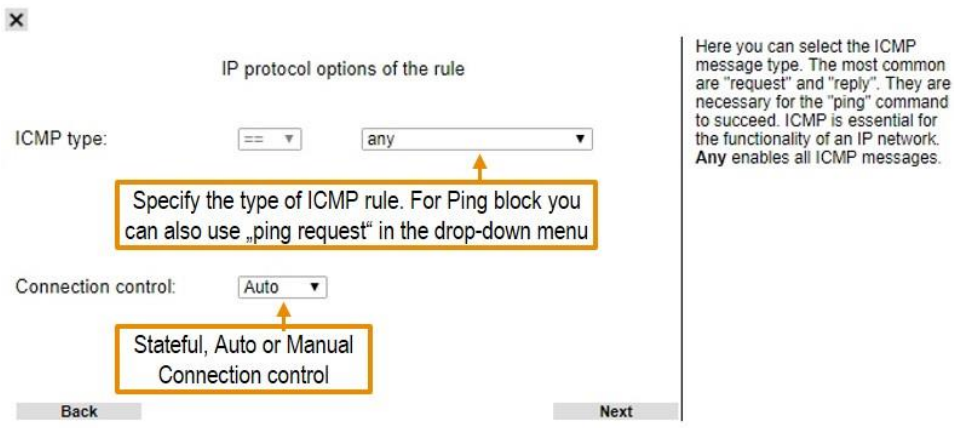 IP protocol options of the rule
ICMP type:
==
any
Specify the type of ICMP rule. For Ping block you
can also use „ping request“ in the drop-down menu
Connection control:
Auto
Stateful, Auto or Manual
Connection control
Back
Next
Here you can select the ICMP
message type. The most common
are "request" and "reply". They are
necessary for the "ping" command
to succeed. ICMP is essential for
the functionality of an IP network.
Any enables all ICMP messages.